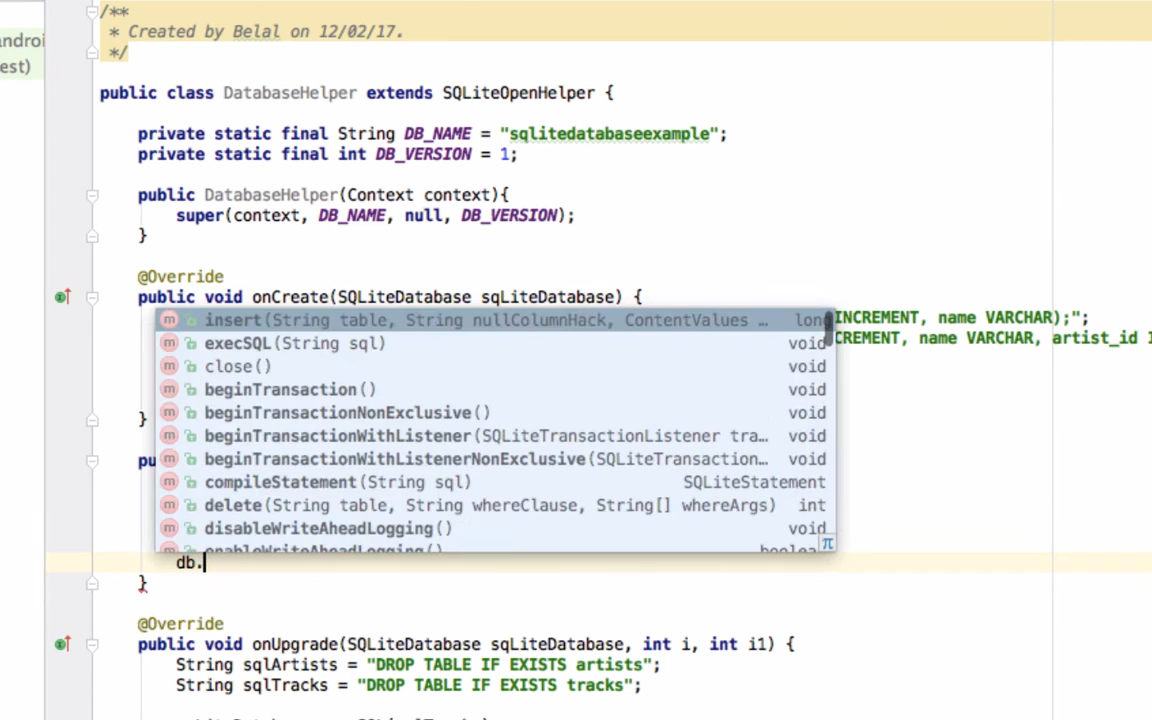 /**
androi
* Created by Belal on 12/02/17.
*/
est)
public class DatabaseHelper extends SQLiteOpenHelper {
private static final String DB_NAME = "sqlitedatabaseexample";
private static final int DB_VERSION = 1;
public DatabaseHelper(Context context){
super(context, DB_NAME, null, DB_VERSION);
}
@Override
public void onCreate(SQLiteDatabase sqLiteDatabase) {
m insert(String table, String nullColumnHack, ContentValues … long INCREMENT, name VARCHAR);";
m execSQL(String sql) void CREMENT, name VARCHAR, artist_id
m close() void
m beginTransaction() void
m beginTransactionNonExclusive() void
} m beginTransactionWithListener(SQLiteTransactionListener tra… void
pu m beginTransactionWithListenerNonExclusive(SQLiteTransaction… void
m compileStatement(String sql) SQLiteStatement
m delete(String table, String whereClause, String[] whereArgs) int
m disableWriteAheadLogging() void
m enableWriteAheadLogging() boolea π
db.
}
@Override
public void onUpgrade(SQLiteDatabase sqLiteDatabase, int i, int i1) {
String sqlArtists = "DROP TABLE IF EXISTS artists";
String sqlTracks = "DROP TABLE IF EXISTS tracks";